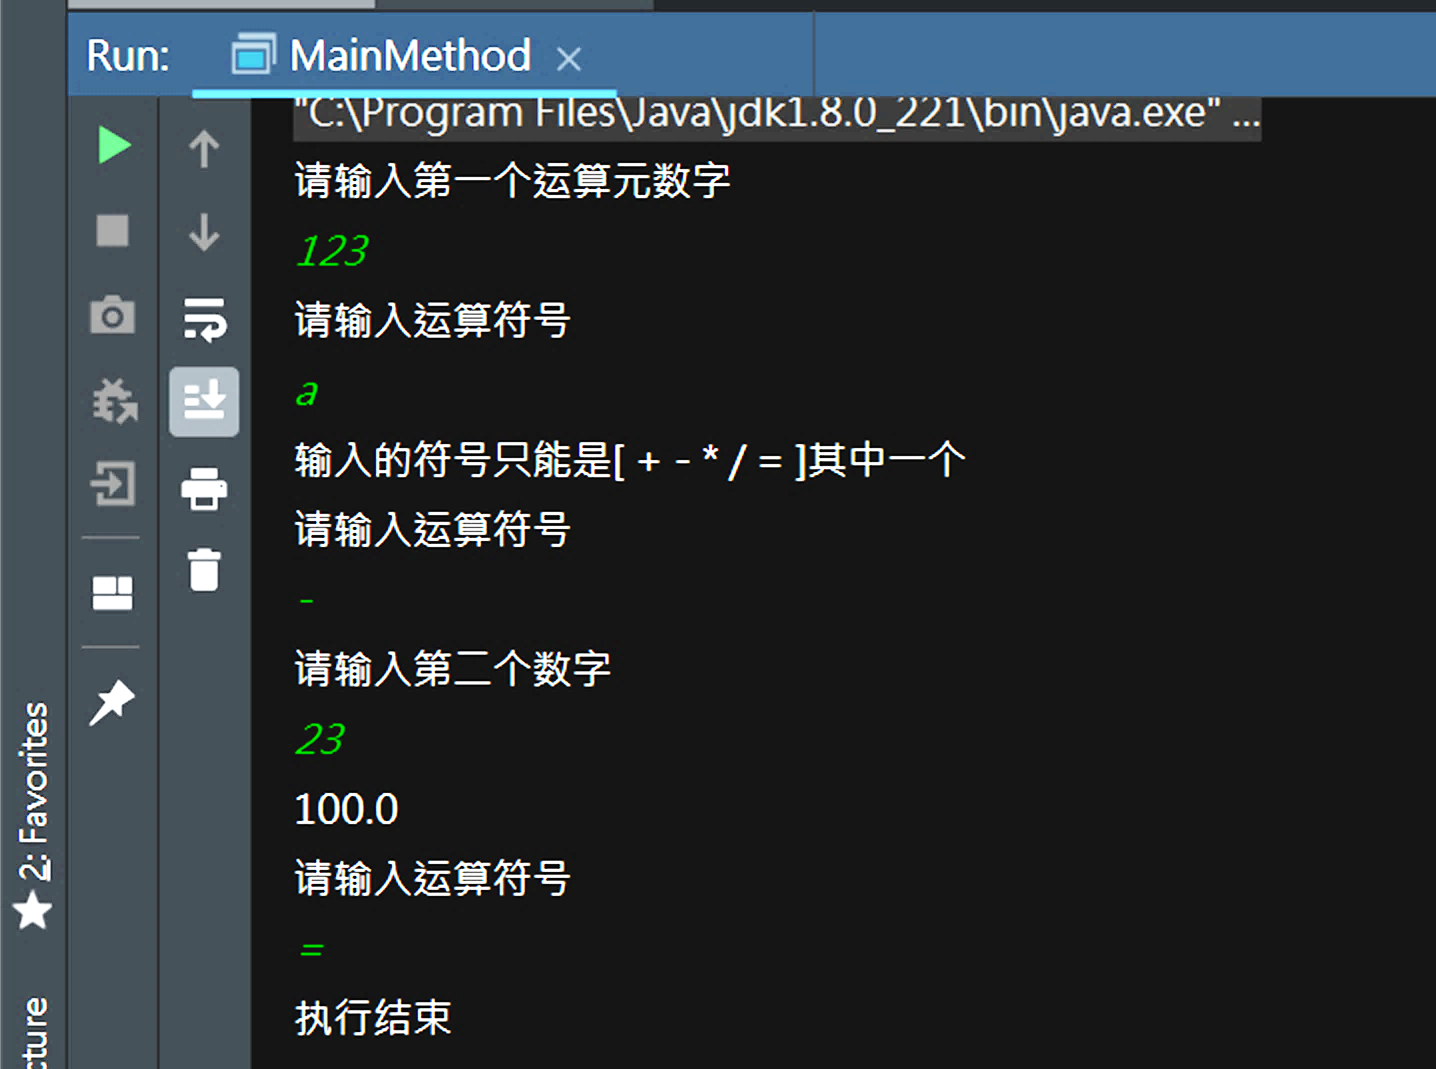 Run: MainMethod
"C:\Program Files\Java\jdk1.8.0_221\bin\java.exe" ...
请输入第一个运算元数字
123
请输入运算符号
a
输入的符号只能是[ + - * / = ]其中一个
请输入运算符号
-
请输入第二个数字
23
100.0
请输入运算符号
=
执行结束
2: Favorites
cture